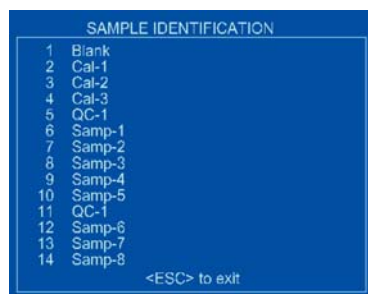 SAMPLE IDENTIFICATION
1 Blank
2 Cal-1
3 Cal-2
4 Cal-3
5 QC-1
6 Samp-1
7 Samp-2
8 Samp-3
9 Samp-4
10 Samp-5
11 QC-1
12 Samp-6
13 Samp-7
14 Samp-8
<ESC> to exit